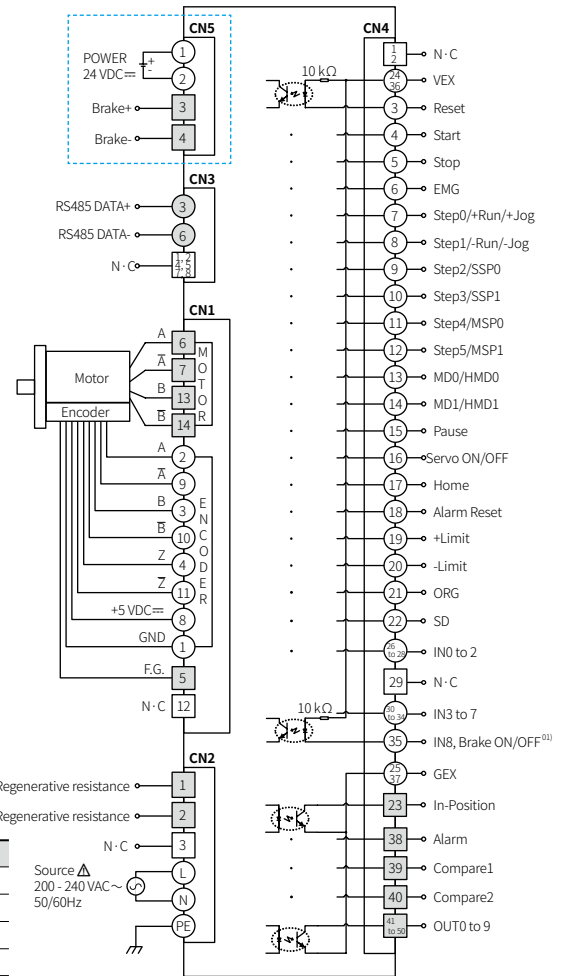 CN5
POWER
24 VDC⎓
+
-
1
2
Brake+ 3
Brake- 4
CN3
RS485 DATA+ 3
RS485 DATA- 6
N·C 1, 2 4, 5 7, 8
CN1
Motor
Encoder
A 6
A̅ 7
B 13
B̅ 14
MOTOR
A 2
A̅ 9
B 3
B̅ 10
Z 4
Z̅ 11
+5 VDC⎓ 8
GND 1
ENCODER
F.G. 5
N·C 12
CN2
Regenerative resistance 1
Regenerative resistance 2
N·C 3
Source ⚠
200 - 240 VAC～
50/60Hz
L
N
PE
CN4
1 2 N·C
10 kΩ
24 36 VEX
3 Reset
4 Start
5 Stop
6 EMG
7 Step0/+Run/+Jog
8 Step1/-Run/-Jog
9 Step2/SSP0
10 Step3/SSP1
11 Step4/MSP0
12 Step5/MSP1
13 MD0/HMD0
14 MD1/HMD1
15 Pause
16 Servo ON/OFF
17 Home
18 Alarm Reset
19 +Limit
20 -Limit
21 ORG
22 SD
26 to 28 IN0 to 2
29 N·C
10 kΩ
30 to 34 IN3 to 7
35 IN8, Brake ON/OFF 01)
25 37 GEX
23 In-Position
38 Alarm
39 Compare1
40 Compare2
41 to 50 OUT0 to 9